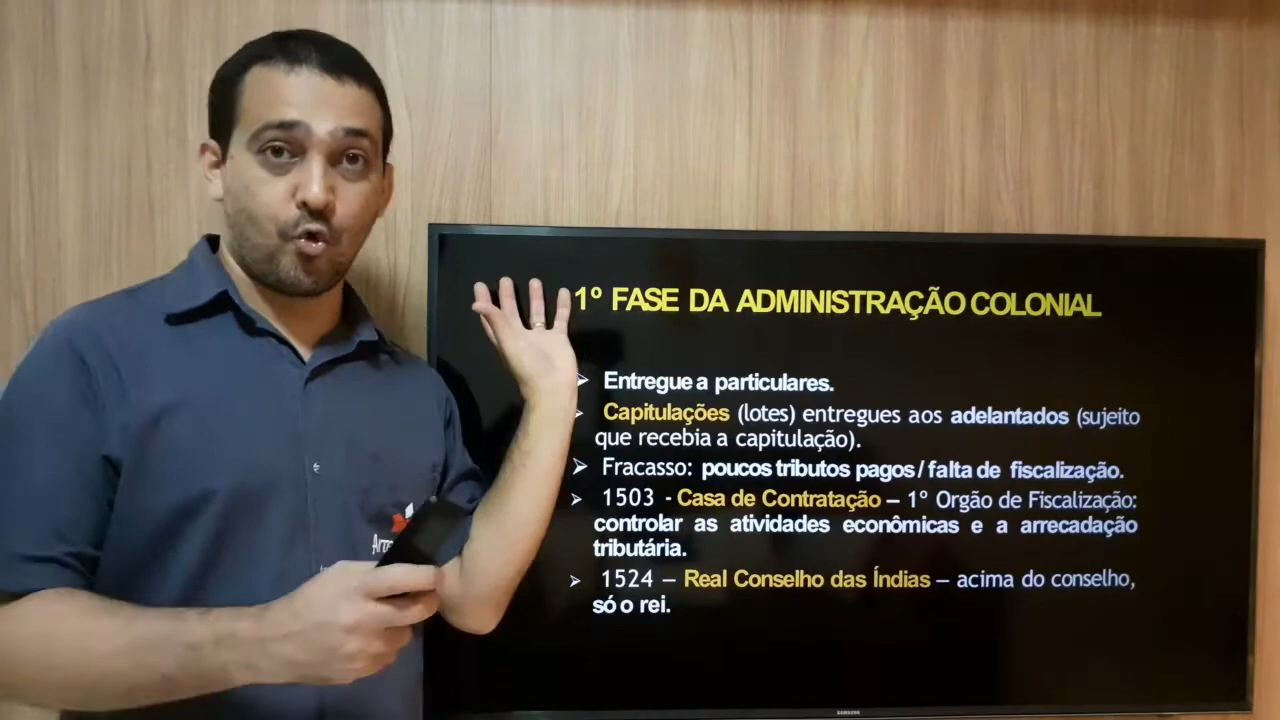 1º FASE DA ADMINISTRAÇÃO COLONIAL
Entregue a particulares.
Capitulações (lotes) entregues aos adelantados (sujeito
que recebia a capitulação).
Fracasso: poucos tributos pagos / falta de fiscalização.
1503 - Casa de Contratação – 1º Orgão de Fiscalização:
controlar as atividades econômicas e a arrecadação
tributária.
1524 – Real Conselho das Índias – acima do conselho,
só o rei.
SAMSUNG